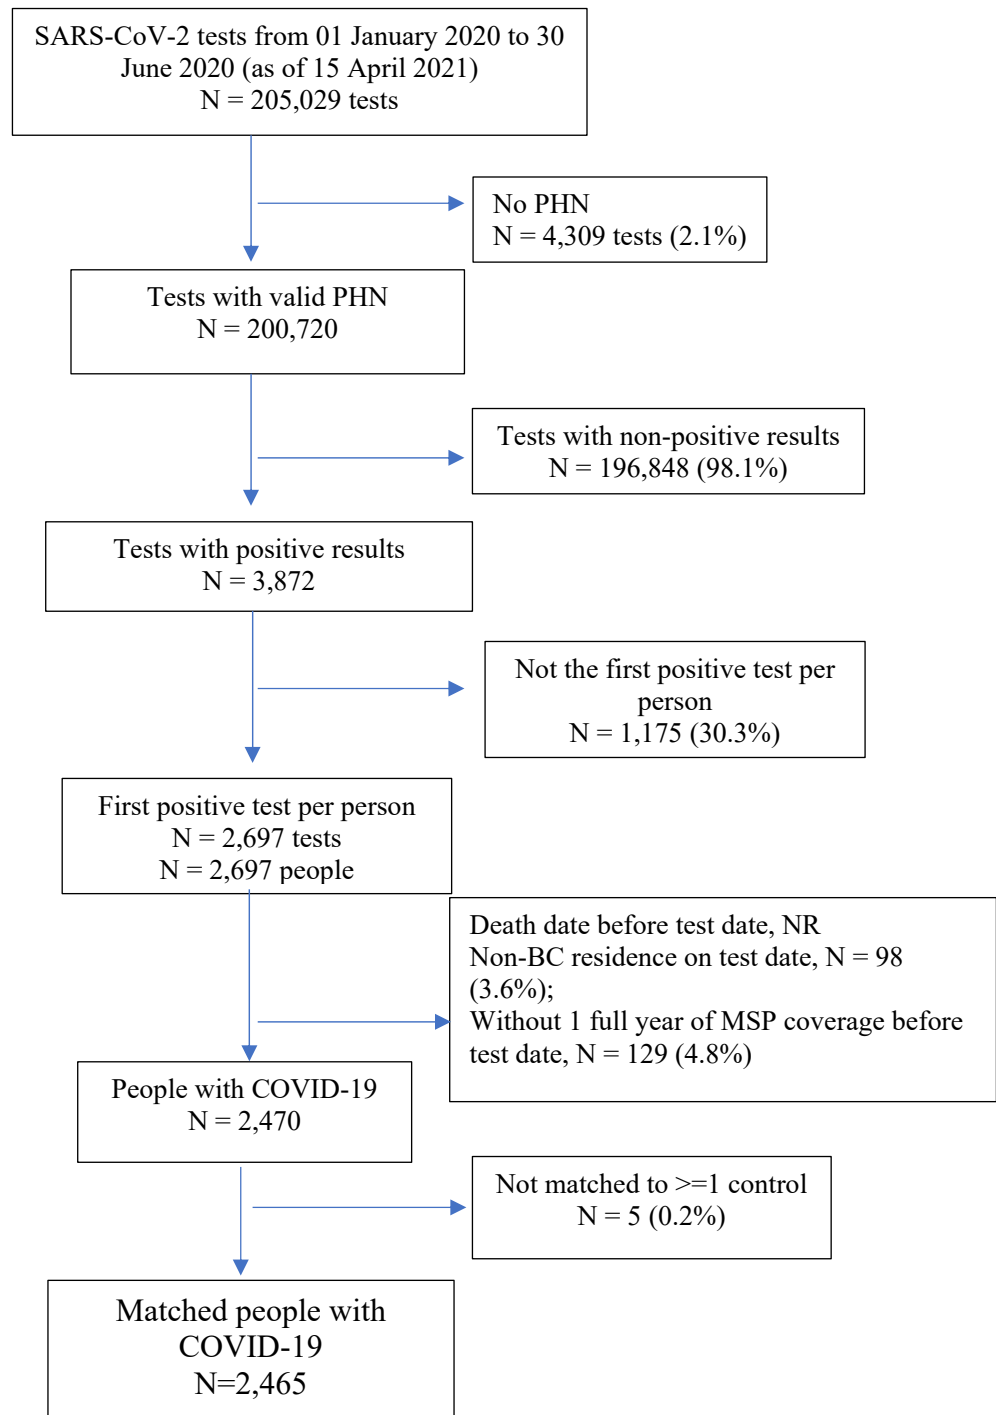 SARS-CoV-2 tests from 01 January 2020 to 30
June 2020 (as of 15 April 2021)
N = 205,029 tests
No PHN
N = 4,309 tests (2.1%)
Tests with valid PHN
N = 200,720
Tests with non-positive results
N = 196,848 (98.1%)
Tests with positive results
N = 3,872
Not the first positive test per
person
N = 1,175 (30.3%)
First positive test per person
N = 2,697 tests
N = 2,697 people
Death date before test date, NR
Non-BC residence on test date, N = 98
(3.6%);
Without 1 full year of MSP coverage before
test date, N = 129 (4.8%)
People with COVID-19
N = 2,470
Not matched to >=1 control
N = 5 (0.2%)
Matched people with
COVID-19
N=2,465